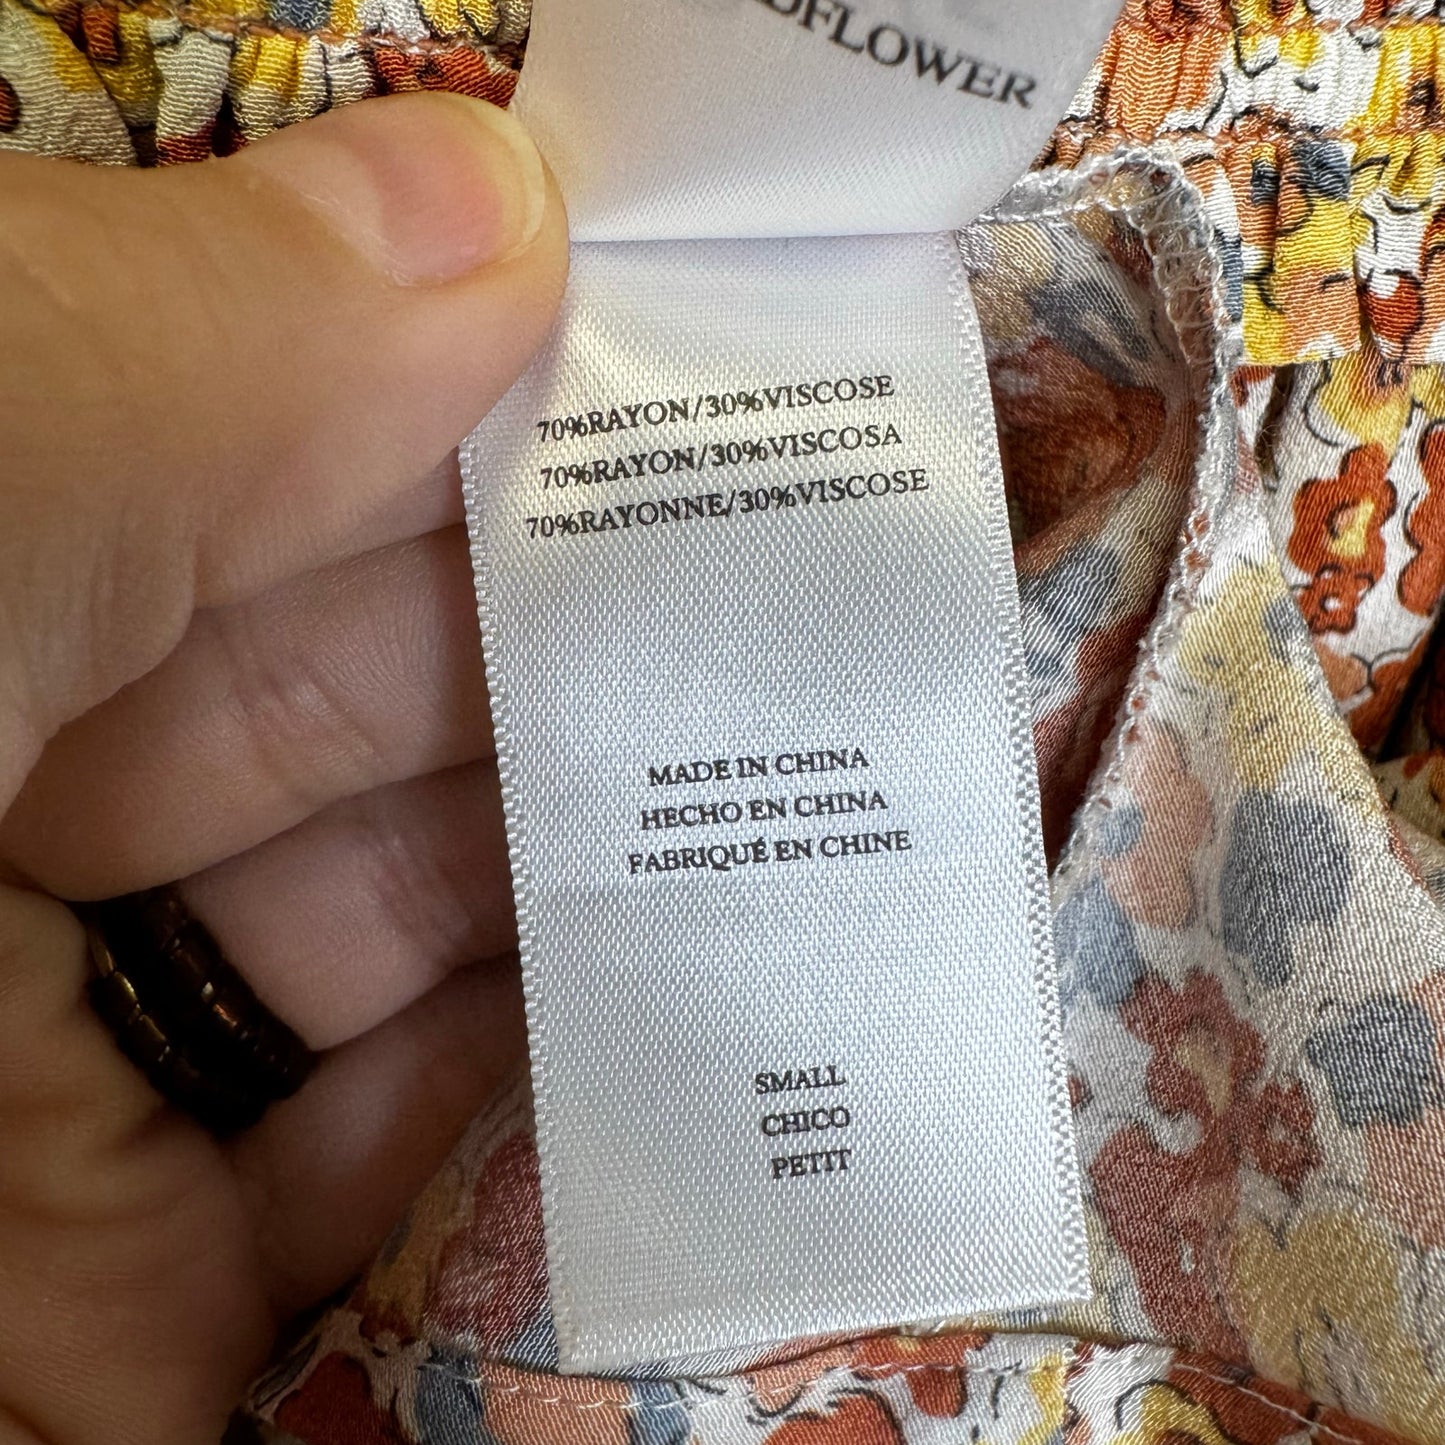 DFLOWER
70%RAYON/30%VISCOSE
70%RAYON/30%VISCOSA
70%RAYONNE/30%VISCOSE
MADE IN CHINA
HECHO EN CHINA
FABRIQUÉ EN CHINE
SMALL
CHICO
PETIT